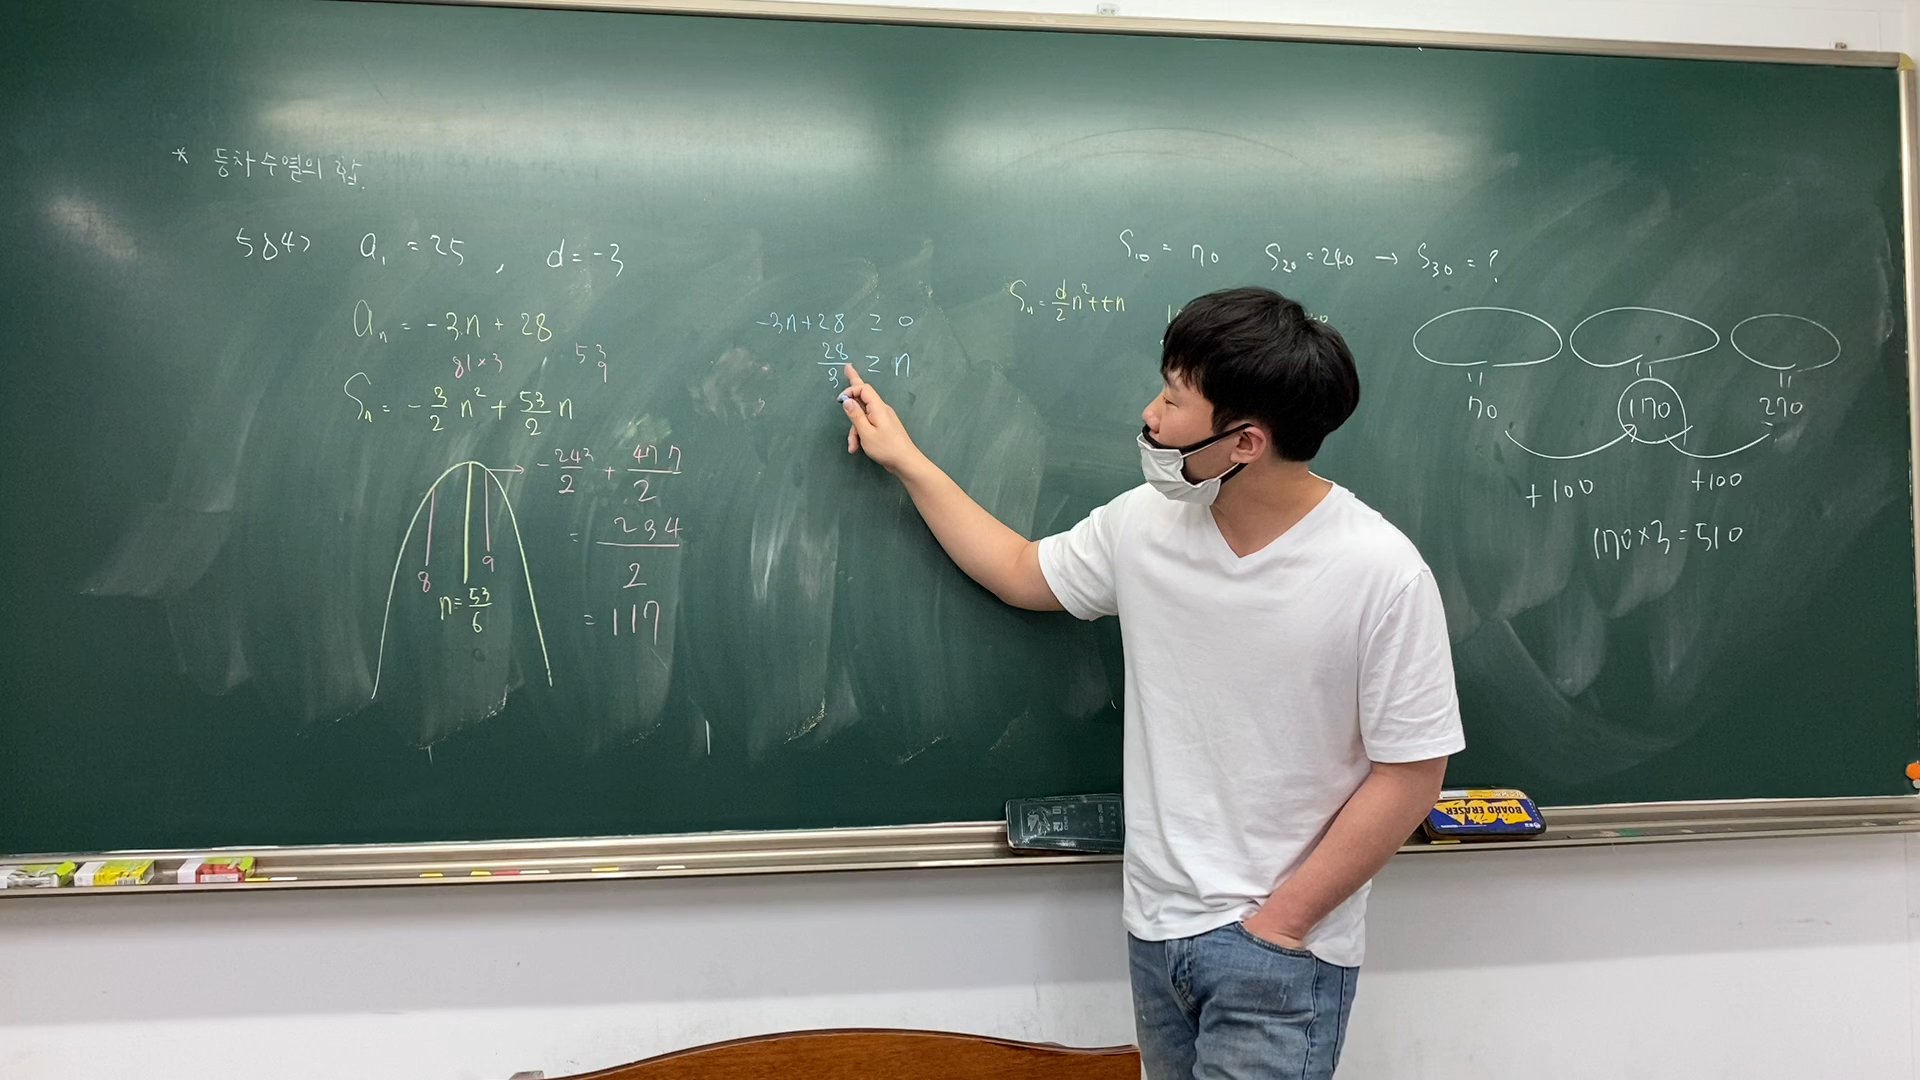 * 등차수열의 합.
584> a₁ = 25 , d = -3
aₙ = -3n + 28
81×3
53
9
Sₙ = -3/2 n² + 53/2 n
-243/2 + 477/2
= 234/2
= 117
8
9
n = 53/6
-3n+28 ≥ 0
28/3 ≥ n
S₁₀ = 70 S₂₀ = 240 → S₃₀ = ?
Sₙ = d/2 n² + tn
70
170
270
+100
+100
170×3 = 510
BOARD ERASER